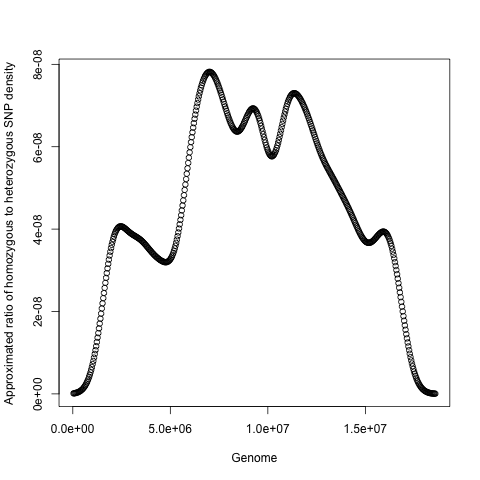 Approximated ratio of homozygous to heterozygous SNP density
8e-08
6e-08
4e-08
2e-08
0e+00
0.0e+00 5.0e+06 1.0e+07 1.5e+07
Genome